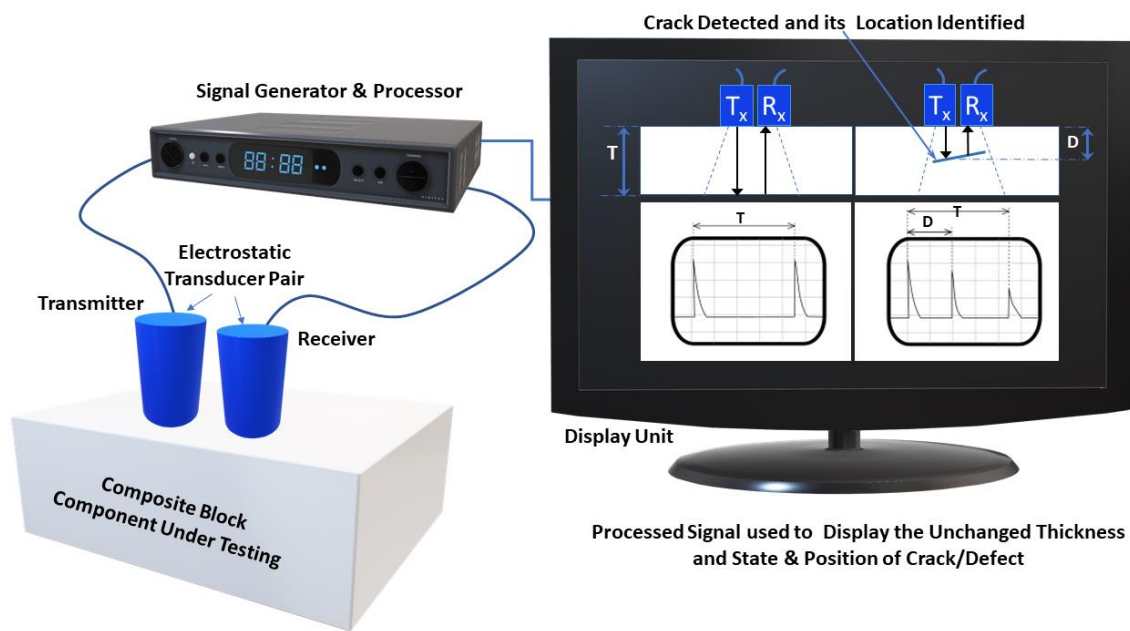 Crack Detected and its Location Identified
Signal Generator & Processor
88:88
Electrostatic
Transducer Pair
Transmitter
Receiver
Composite Block
Component Under Testing
Tx Rx
Tx Rx
T
D
T
T
D
Display Unit
Processed Signal used to Display the Unchanged Thickness
and State & Position of Crack/Defect